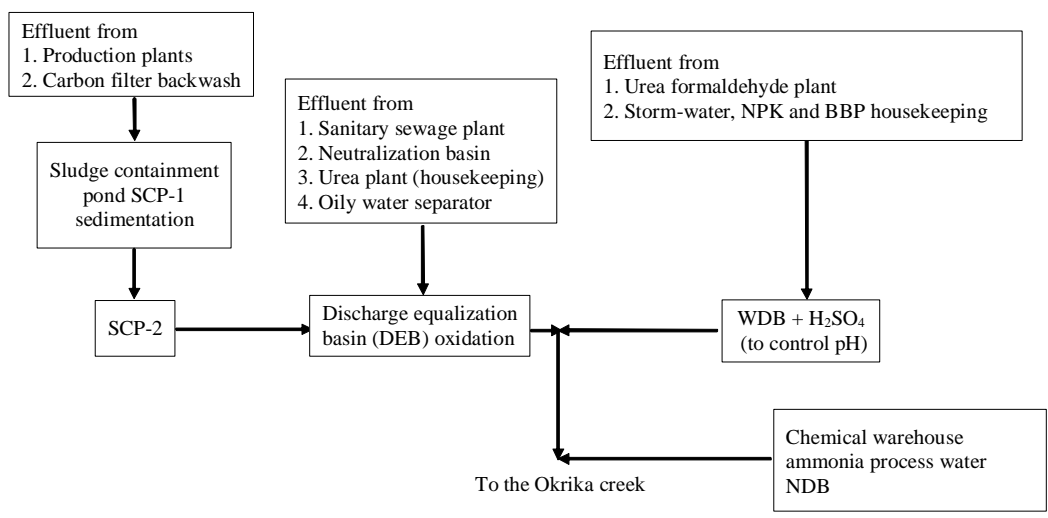 Effluent from
1. Production plants
2. Carbon filter backwash
Sludge containment
pond SCP-1
sedimentation
SCP-2
Effluent from
1. Sanitary sewage plant
2. Neutralization basin
3. Urea plant (housekeeping)
4. Oily water separator
Discharge equalization
basin (DEB) oxidation
Effluent from
1. Urea formaldehyde plant
2. Storm-water, NPK and BBP housekeeping
WDB + H₂SO₄
(to control pH)
Chemical warehouse
ammonia process water
NDB
To the Okrika creek